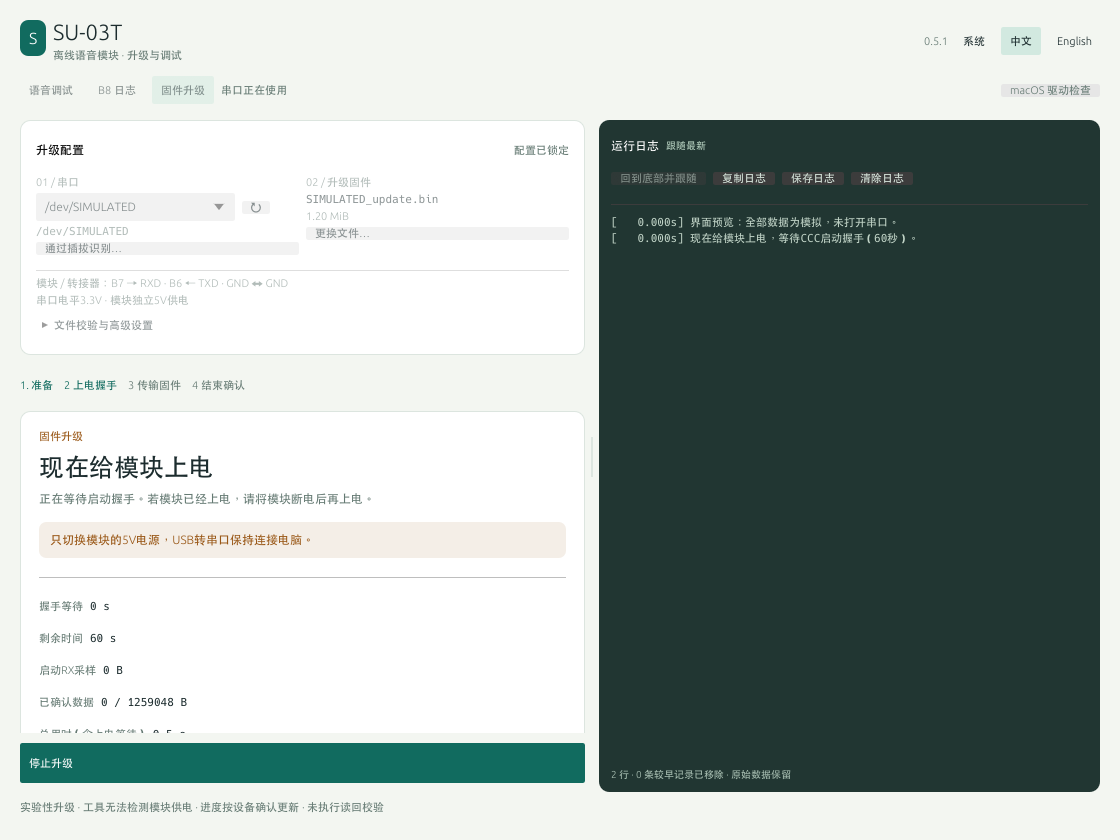 S
SU-03T
离线语音模块 · 升级与调试
0.5.1 系统 中文 English
语音调试 B8 日志 固件升级 串口正在使用
macOS 驱动检查
升级配置
配置已锁定
01 / 串口
/dev/SIMULATED
/dev/SIMULATED
通过插拔识别…
02 / 升级固件
SIMULATED_update.bin
1.20 MiB
更换文件…
模块 / 转接器：B7 → RXD · B6 ← TXD · GND ⬌ GND
串口电平3.3V · 模块独立5V供电
▶ 文件校验与高级设置
1. 准备 2 上电握手 3 传输固件 4 结束确认
固件升级
现在给模块上电
正在等待启动握手。若模块已经上电，请将模块断电后再上电。
只切换模块的5V电源，USB转串口保持连接电脑。
握手等待 0 s
剩余时间 60 s
启动RX采样 0 B
已确认数据 0 / 1259048 B
停止升级
实验性升级 · 工具无法检测模块供电 · 进度按设备确认更新 · 未执行读回校验
运行日志 跟随最新
回到底部并跟随 复制日志 保存日志 清除日志
[   0.000s] 界面预览：全部数据为模拟，未打开串口。
[   0.000s] 现在给模块上电，等待CCC启动握手(60秒)。
2 行 · 0 条较早记录已移除 · 原始数据保留